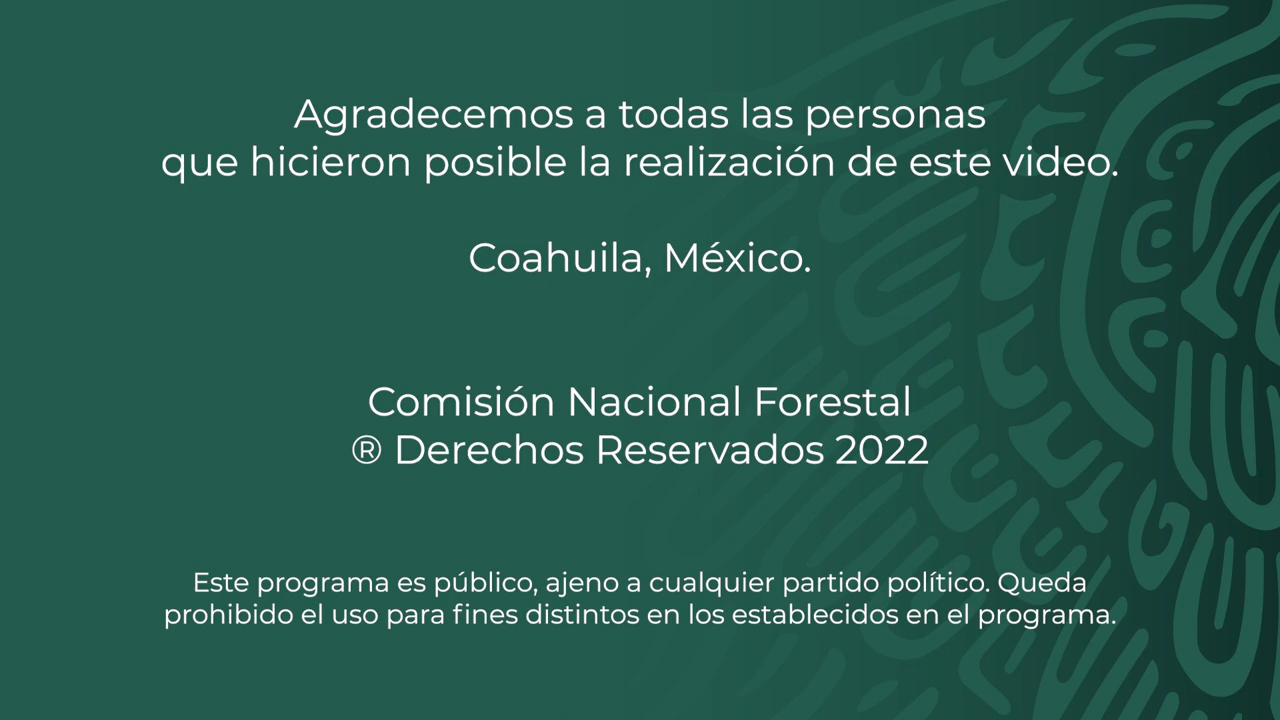 Agradecemos a todas las personas
que hicieron posible la realización de este video.
Coahuila, México.
Comisión Nacional Forestal
® Derechos Reservados 2022
Este programa es público, ajeno a cualquier partido político. Queda
prohibido el uso para fines distintos en los establecidos en el programa.